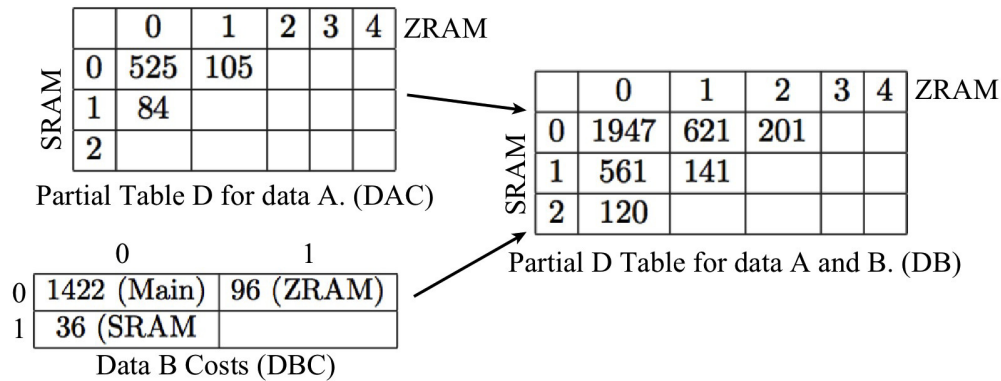 0 1 2 3 4 ZRAM
SRAM
0 525 105
1 84
2
Partial Table D for data A. (DAC)
0 1
0 1422 (Main) 96 (ZRAM)
1 36 (SRAM
Data B Costs (DBC)
0 1 2 3 4 ZRAM
SRAM
0 1947 621 201
1 561 141
2 120
Partial D Table for data A and B. (DB)